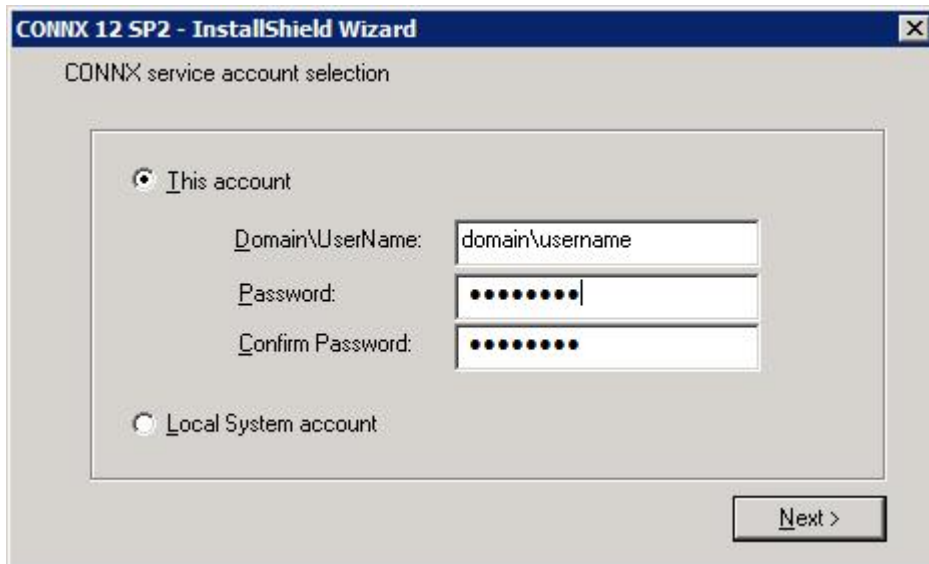 CONNX 12 SP2 - InstallShield Wizard
CONNX service account selection
This account
Domain\UserName: domain\username
Password: ●●●●●●●●
Confirm Password: ●●●●●●●●
Local System account
Next >